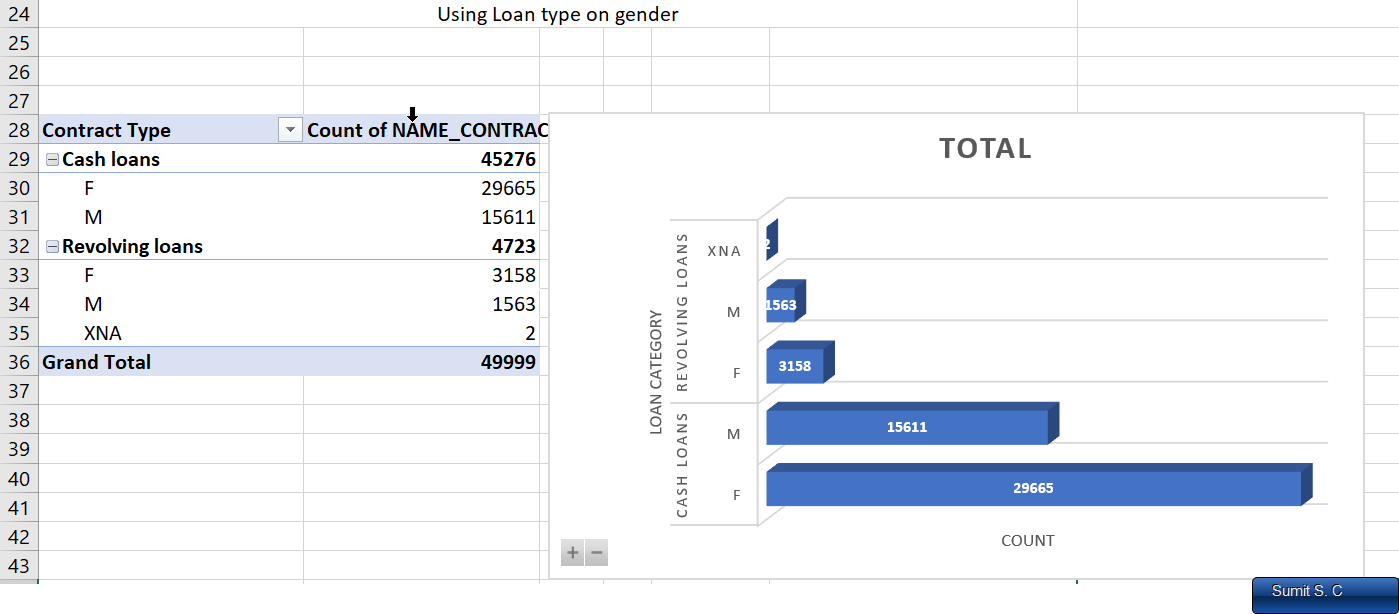 24 Using Loan type on gender
25
26
27
28 Contract Type Count of NAME_CONTRAC
29 Cash loans 45276
30 F 29665
31 M 15611
32 Revolving loans 4723
33 F 3158
34 M 1563
35 XNA 2
36 Grand Total 49999
37
38
39
40
41
42
43
TOTAL
LOAN CATEGORY
REVOLVING LOANS
XNA 2
M 1563
F 3158
CASH LOANS
M 15611
F 29665
COUNT
+ −
Sumit S. C